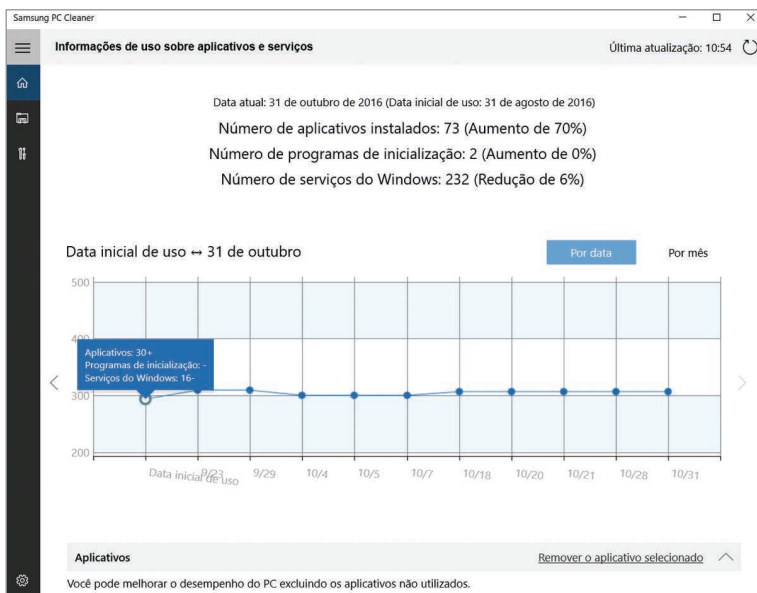 Samsung PC Cleaner
Informações de uso sobre aplicativos e serviços
Última atualização: 10:54
Data atual: 31 de outubro de 2016 (Data inicial de uso: 31 de agosto de 2016)
Número de aplicativos instalados: 73 (Aumento de 70%)
Número de programas de inicialização: 2 (Aumento de 0%)
Número de serviços do Windows: 232 (Redução de 6%)
Data inicial de uso ↔ 31 de outubro
Por data
Por mês
500
400
Aplicativos: 30+
Programas de inicialização: -
Serviços do Windows: 16-
300
200
Data inicial de uso
9/23
9/29
10/4
10/5
10/7
10/18
10/20
10/21
10/28
10/31
Aplicativos
Remover o aplicativo selecionado
Você pode melhorar o desempenho do PC excluindo os aplicativos não utilizados.